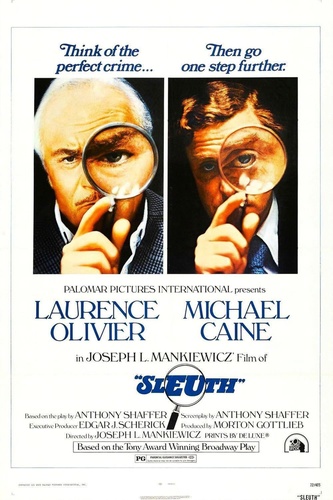 Think of the
perfect crime...
Then go
one step further.
PALOMAR PICTURES INTERNATIONAL presents
LAURENCE
OLIVIER
MICHAEL
CAINE
in JOSEPH L. MANKIEWICZ' Film of
"SLEUTH"
Based on the play by ANTHONY SHAFFER Screenplay by ANTHONY SHAFFER
Executive Producer EDGAR J. SCHERICK Produced by MORTON GOTTLIEB
Directed by JOSEPH L. MANKIEWICZ PRINTS BY DELUXE®
Based on the Tony Award Winning Broadway Play
PG
"SLEUTH"